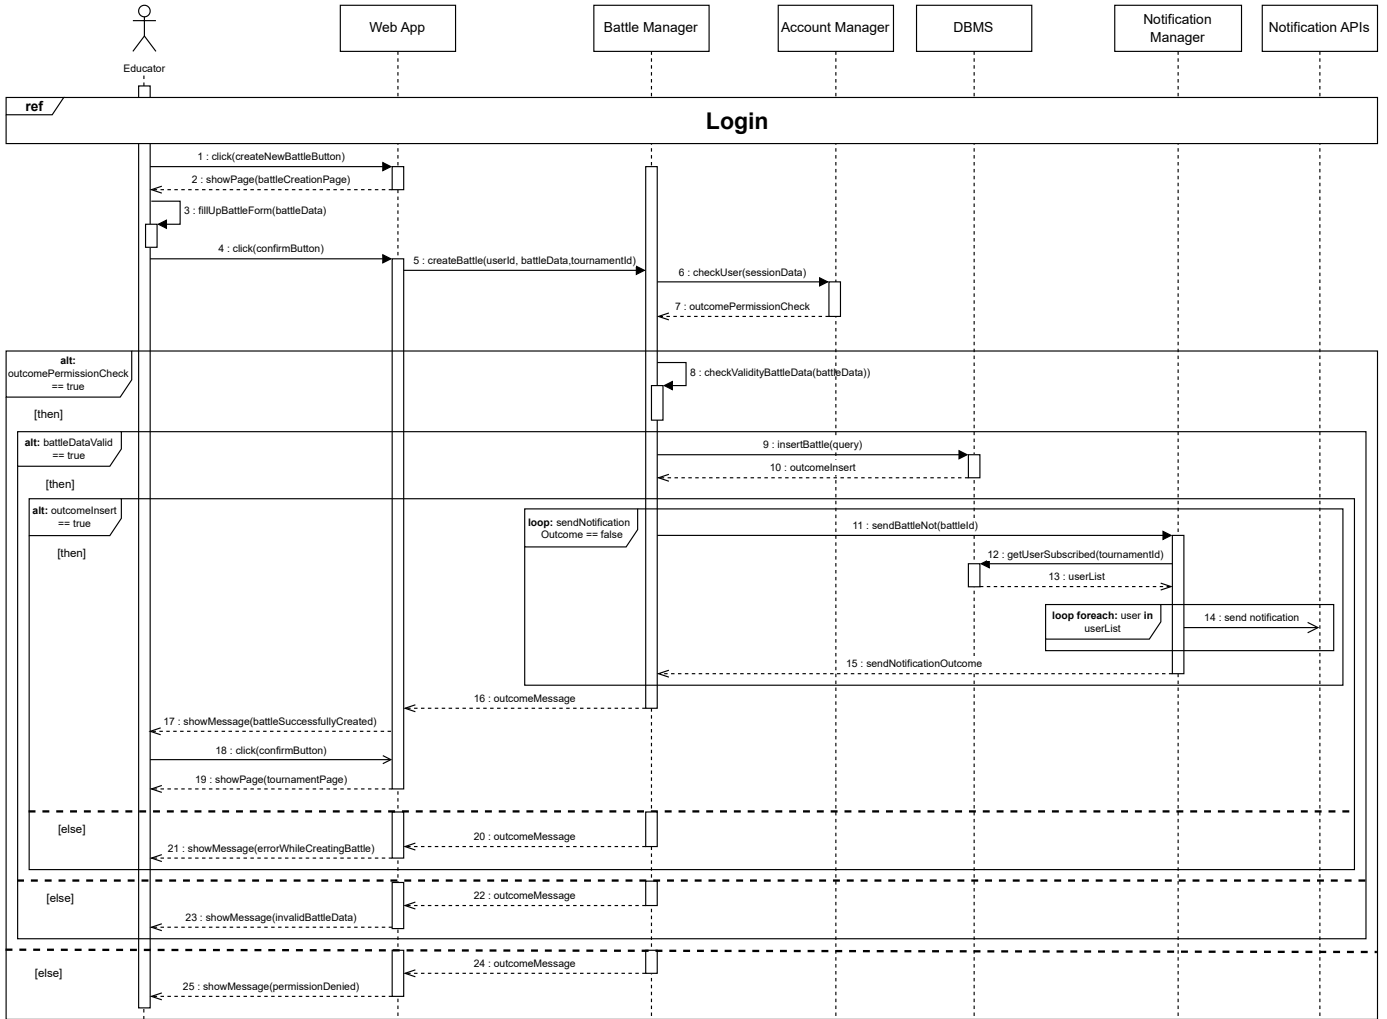 Educator
Web App
Battle Manager
Account Manager
DBMS
Notification
Manager
Notification APIs
ref
Login
1 : click(createNewBattleButton)
2 : showPage(battleCreationPage)
3 : fillUpBattleForm(battleData)
4 : click(confirmButton)
5 : createBattle(userId, battleData,tournamentId)
6 : checkUser(sessionData)
7 : outcomePermissionCheck
alt:
outcomePermissionCheck
== true
8 : checkValidityBattleData(battleData))
[then]
alt: battleDataValid
== true
9 : insertBattle(query)
10 : outcomeInsert
[then]
alt: outcomeInsert
== true
loop: sendNotification
Outcome == false
11 : sendBattleNot(battleId)
[then]
12 : getUserSubscribed(tournamentId)
13 : userList
loop foreach: user in
userList
14 : send notification
15 : sendNotificationOutcome
16 : outcomeMessage
17 : showMessage(battleSuccessfullyCreated)
18 : click(confirmButton)
19 : showPage(tournamentPage)
[else]
20 : outcomeMessage
21 : showMessage(errorWhileCreatingBattle)
[else]
22 : outcomeMessage
23 : showMessage(invalidBattleData)
[else]
24 : outcomeMessage
25 : showMessage(permissionDenied)